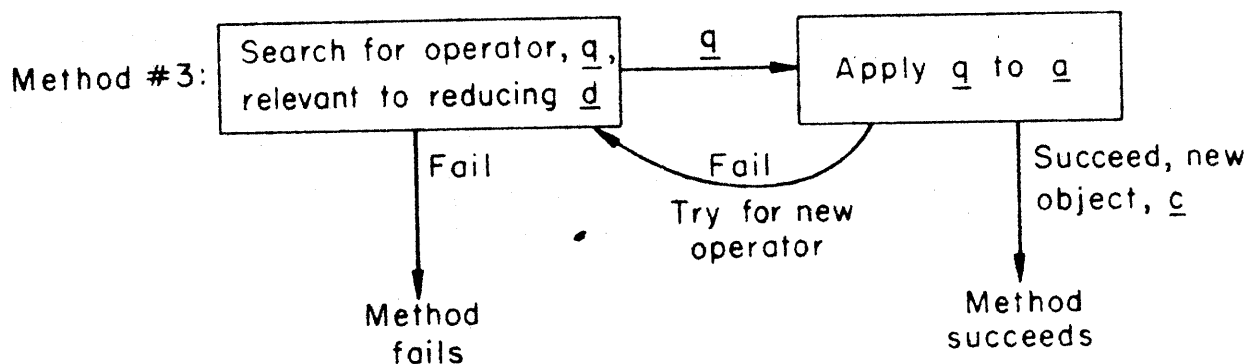 Method #3:
Search for operator, q,
relevant to reducing d
q
Apply q to a
Fail
Fail
Try for new
operator
Succeed, new
object, c
Method
fails
Method
succeeds